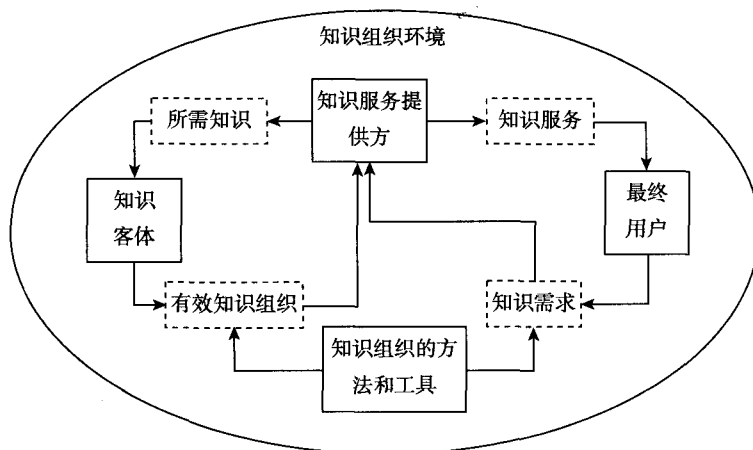 知识组织环境
所需知识
知识服务提
供方
知识服务
知识
客体
最终
用户
有效知识组织
知识需求
知识组织的方
法和工具